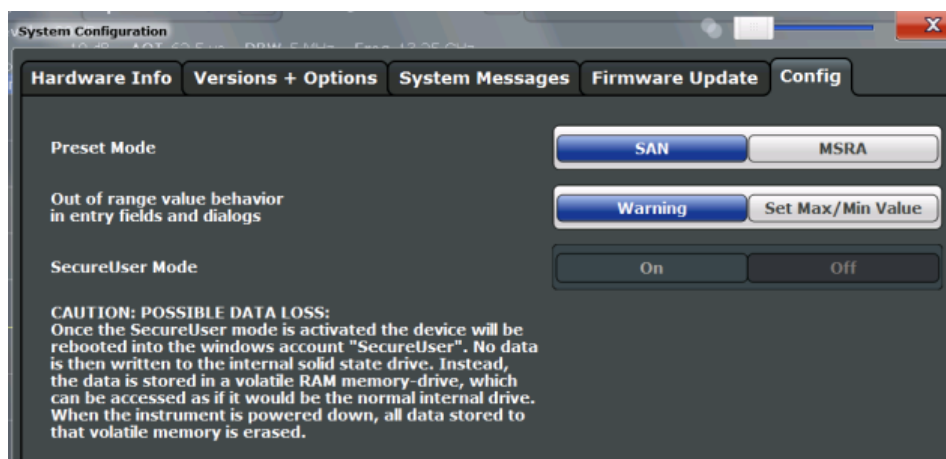 System Configuration
Hardware Info Versions + Options System Messages Firmware Update Config
Preset Mode SAN MSRA
Out of range value behavior
in entry fields and dialogs Warning Set Max/Min Value
SecureUser Mode On Off
CAUTION: POSSIBLE DATA LOSS:
Once the SecureUser mode is activated the device will be
rebooted into the windows account "SecureUser". No data
is then written to the internal solid state drive. Instead,
the data is stored in a volatile RAM memory-drive, which
can be accessed as if it would be the normal internal drive.
When the instrument is powered down, all data stored to
that volatile memory is erased.